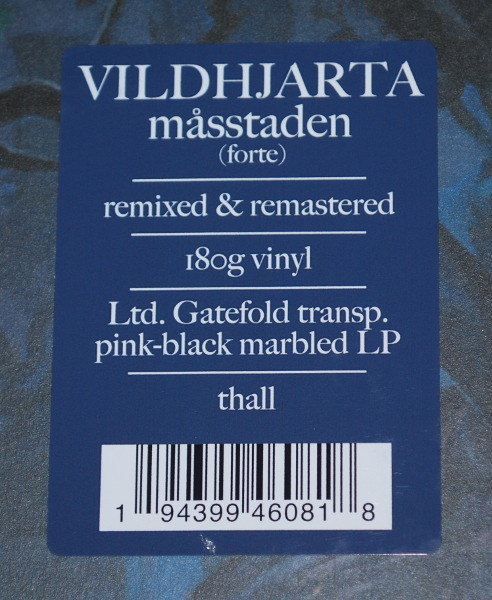 VILDHJARTA
måsstaden
(forte)
remixed & remastered
180g vinyl
Ltd. Gatefold transp.
pink-black marbled LP
thall
1 94399 46081 8